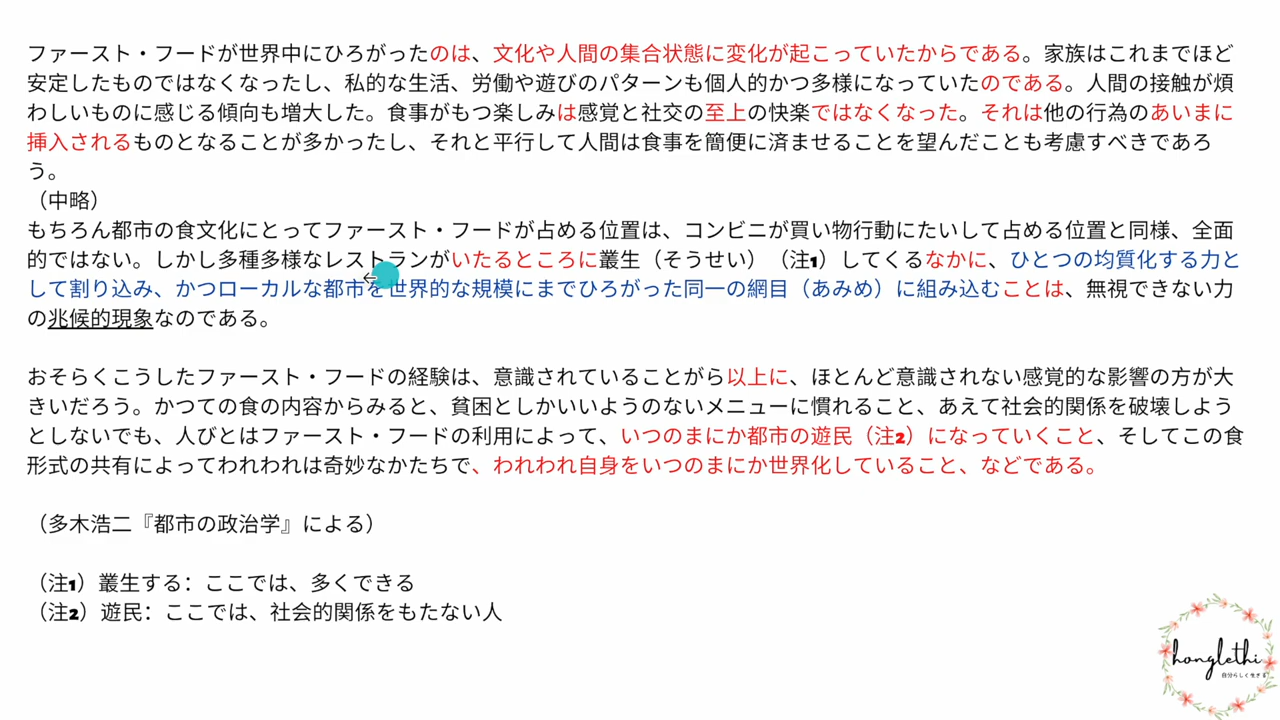 ファースト・フードが世界中にひろがったのは、文化や人間の集合状態に変化が起こっていたからである。家族はこれまでほど
安定したものではなくなったし、私的な生活、労働や遊びのパターンも個人的かつ多様になっていたのである。人間の接触が煩
わしいものに感じる傾向も増大した。食事がもつ楽しみは感覚と社交の至上の快楽ではなくなった。それは他の行為のあいまに
挿入されるものとなることが多かったし、それと平行して人間は食事を簡便に済ませることを望んだことも考慮すべきであろ
う。
（中略）
もちろん都市の食文化にとってファースト・フードが占める位置は、コンビニが買い物行動にたいして占める位置と同様、全面
的ではない。しかし多種多様なレストランがいたるところに叢生（そうせい）（注1）してくるなかに、ひとつの均質化する力と
して割り込み、かつローカルな都市を世界的な規模にまでひろがった同一の網目（あみめ）に組み込むことは、無視できない力
の兆候的現象なのである。
おそらくこうしたファースト・フードの経験は、意識されていることがら以上に、ほとんど意識されない感覚的な影響の方が大
きいだろう。かつての食の内容からみると、貧困としかいいようのないメニューに慣れること、あえて社会的関係を破壊しよう
としないでも、人びとはファースト・フードの利用によって、いつのまにか都市の遊民（注2）になっていくこと、そしてこの食
形式の共有によってわれわれは奇妙なかたちで、われわれ自身をいつのまにか世界化していること、などである。
（多木浩二『都市の政治学』による）
（注1）叢生する：ここでは、多くできる
（注2）遊民：ここでは、社会的関係をもたない人
honglethi
自分らしく生きる